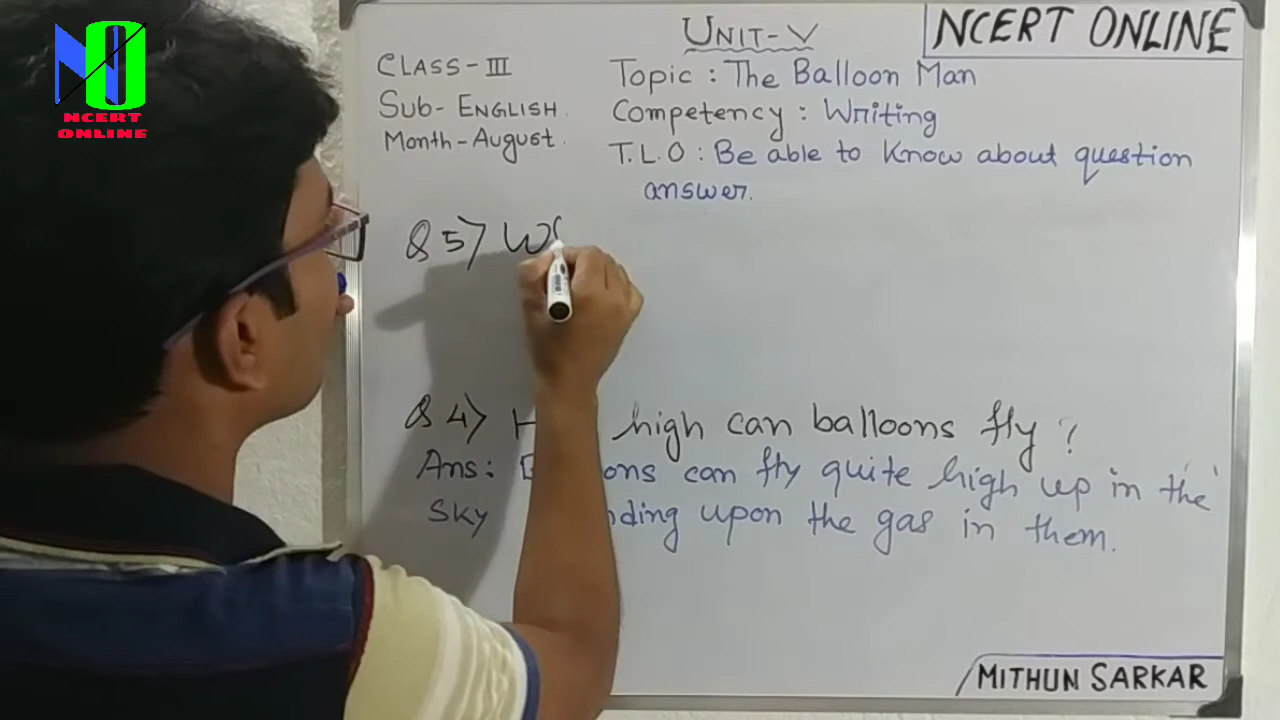 NO
NCERT
ONLINE
UNIT-V
NCERT ONLINE
CLASS-III
Sub- ENGLISH.
Month-August.
Topic : The Balloon Man
Competency : Writing
T.L.O : Be able to Know about question
answer.
Q 5)
Q 4) high can balloons fly ?
Ans: can fly quite high up in the
Sky upon the gas in them.
MITHUN SARKAR